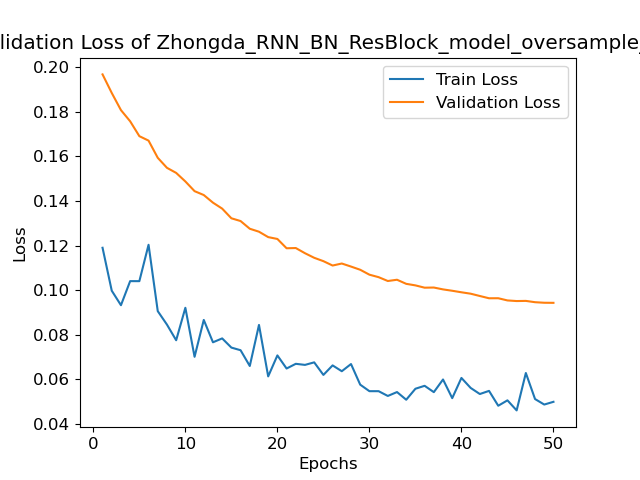 lidation Loss of Zhongda_RNN_BN_ResBlock_model_oversample_
Train Loss
Validation Loss
Loss
0.20
0.18
0.16
0.14
0.12
0.10
0.08
0.06
0.04
0 10 20 30 40 50
Epochs